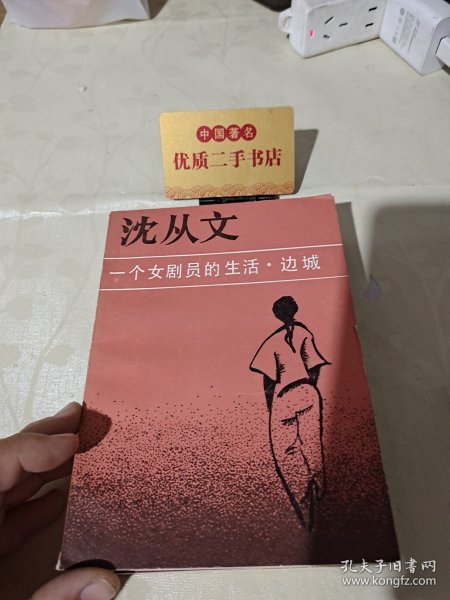 中国著名
优质二手书店
沈从文
一个女剧员的生活·边城
孔夫子旧书网
www.kongfz.com